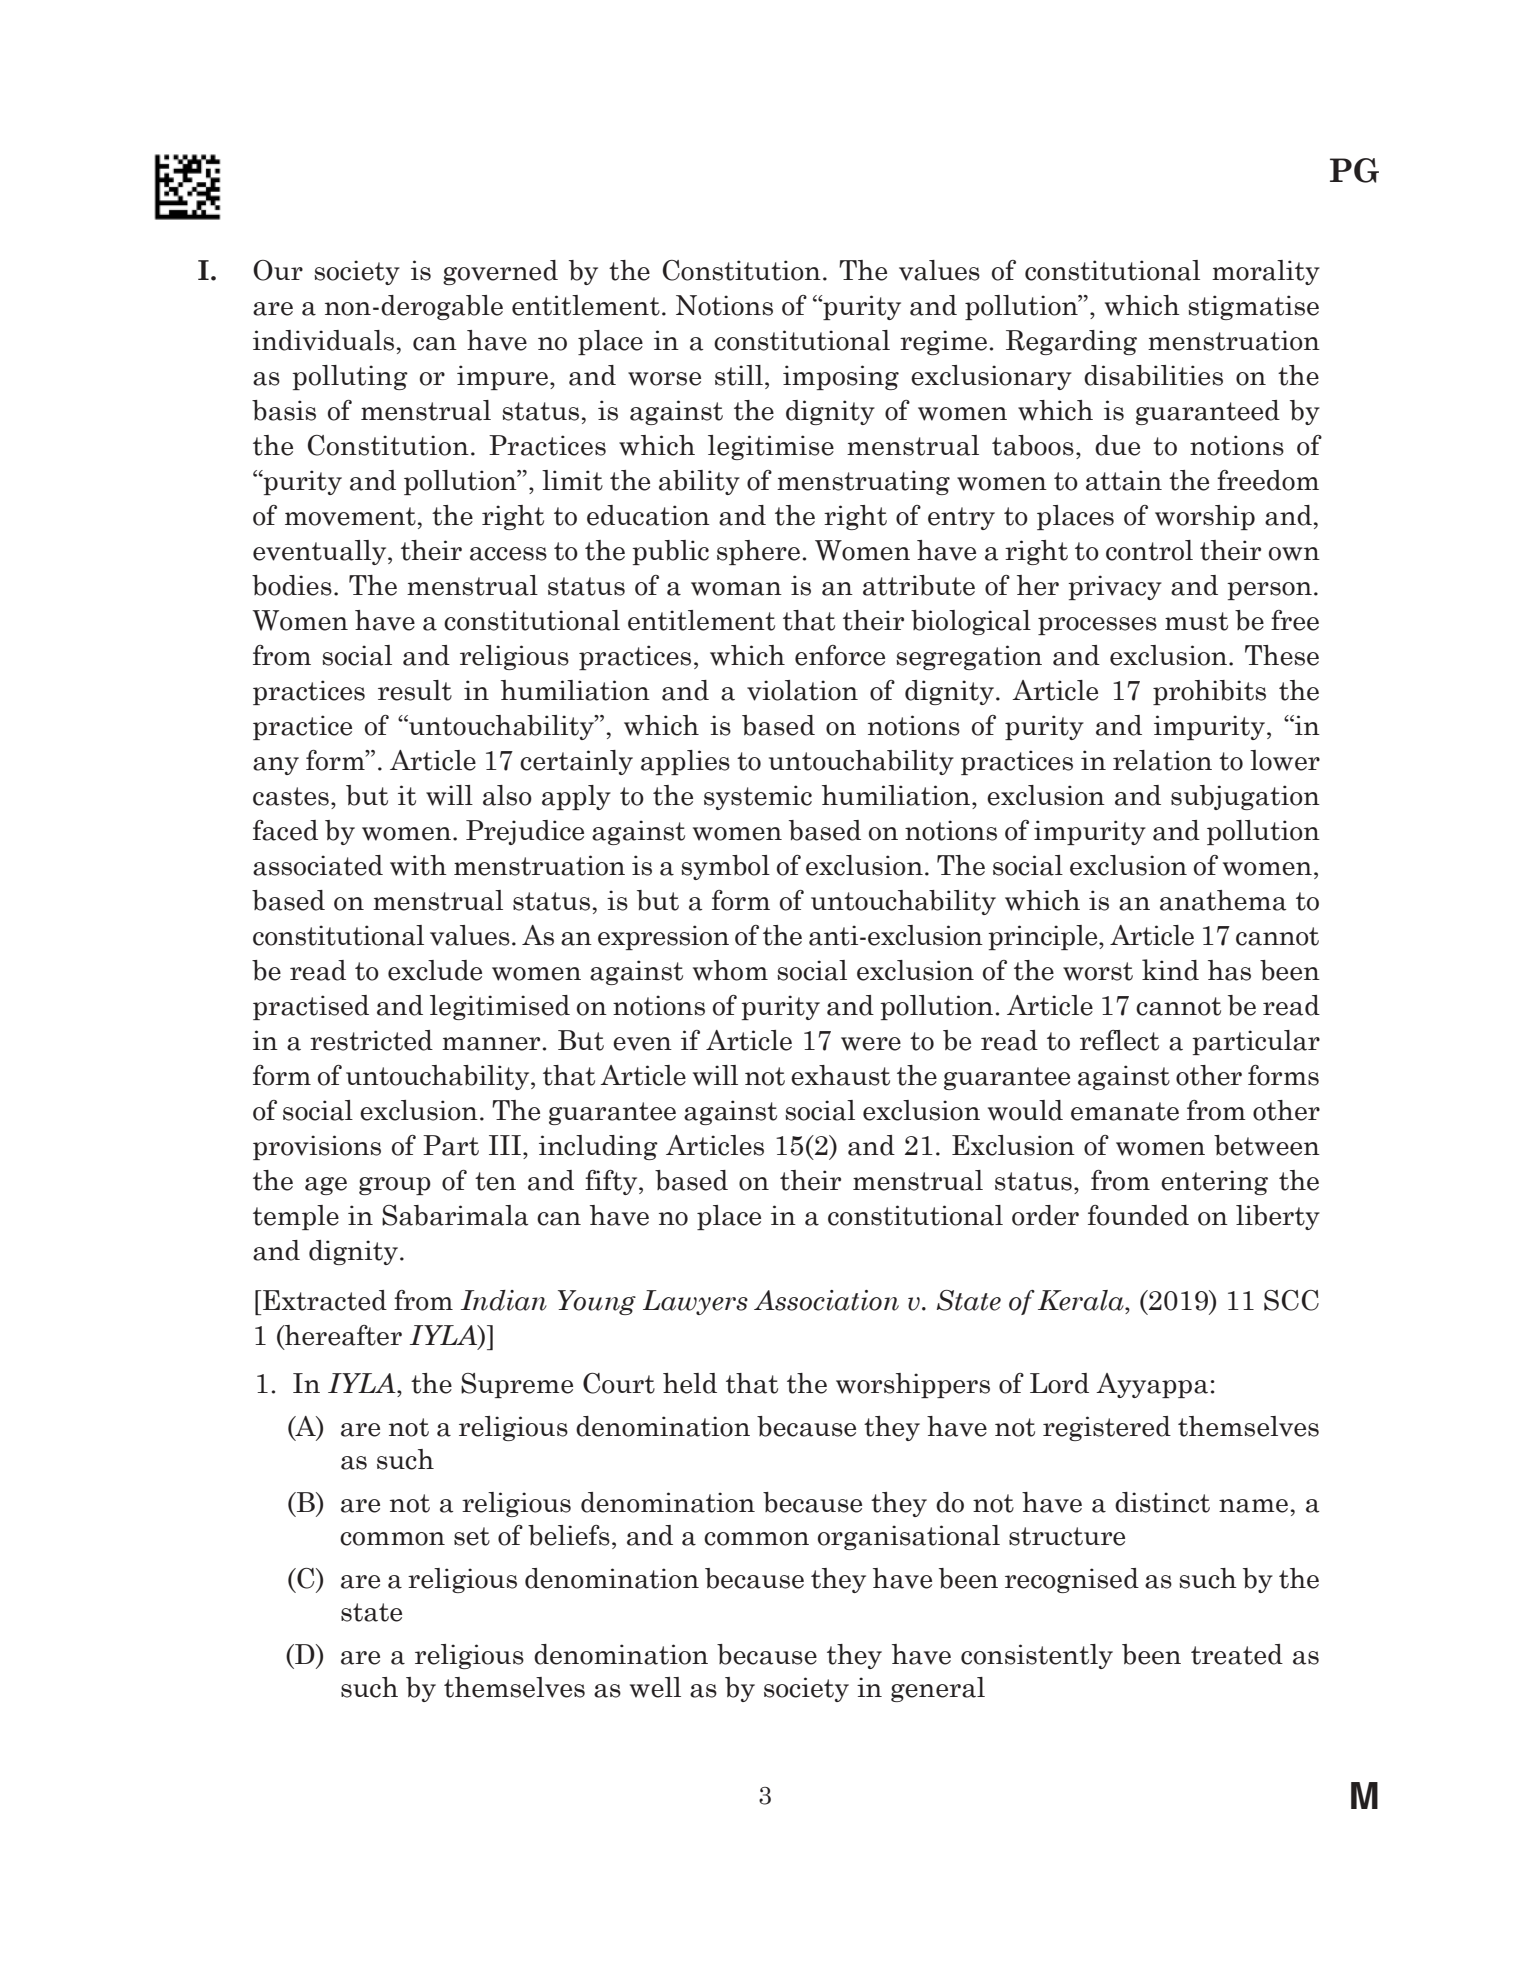 PG
I. Our society is governed by the Constitution. The values of constitutional morality
are a non-derogable entitlement. Notions of “purity and pollution”, which stigmatise
individuals, can have no place in a constitutional regime. Regarding menstruation
as polluting or impure, and worse still, imposing exclusionary disabilities on the
basis of menstrual status, is against the dignity of women which is guaranteed by
the Constitution. Practices which legitimise menstrual taboos, due to notions of
“purity and pollution”, limit the ability of menstruating women to attain the freedom
of movement, the right to education and the right of entry to places of worship and,
eventually, their access to the public sphere. Women have a right to control their own
bodies. The menstrual status of a woman is an attribute of her privacy and person.
Women have a constitutional entitlement that their biological processes must be free
from social and religious practices, which enforce segregation and exclusion. These
practices result in humiliation and a violation of dignity. Article 17 prohibits the
practice of “untouchability”, which is based on notions of purity and impurity, “in
any form”. Article 17 certainly applies to untouchability practices in relation to lower
castes, but it will also apply to the systemic humiliation, exclusion and subjugation
faced by women. Prejudice against women based on notions of impurity and pollution
associated with menstruation is a symbol of exclusion. The social exclusion of women,
based on menstrual status, is but a form of untouchability which is an anathema to
constitutional values. As an expression of the anti-exclusion principle, Article 17 cannot
be read to exclude women against whom social exclusion of the worst kind has been
practised and legitimised on notions of purity and pollution. Article 17 cannot be read
in a restricted manner. But even if Article 17 were to be read to reflect a particular
form of untouchability, that Article will not exhaust the guarantee against other forms
of social exclusion. The guarantee against social exclusion would emanate from other
provisions of Part III, including Articles 15(2) and 21. Exclusion of women between
the age group of ten and fifty, based on their menstrual status, from entering the
temple in Sabarimala can have no place in a constitutional order founded on liberty
and dignity.
[Extracted from Indian Young Lawyers Association v. State of Kerala, (2019) 11 SCC
1 (hereafter IYLA)]
1. In IYLA, the Supreme Court held that the worshippers of Lord Ayyappa:
(A) are not a religious denomination because they have not registered themselves
as such
(B) are not a religious denomination because they do not have a distinct name, a
common set of beliefs, and a common organisational structure
(C) are a religious denomination because they have been recognised as such by the
state
(D) are a religious denomination because they have consistently been treated as
such by themselves as well as by society in general
3
M